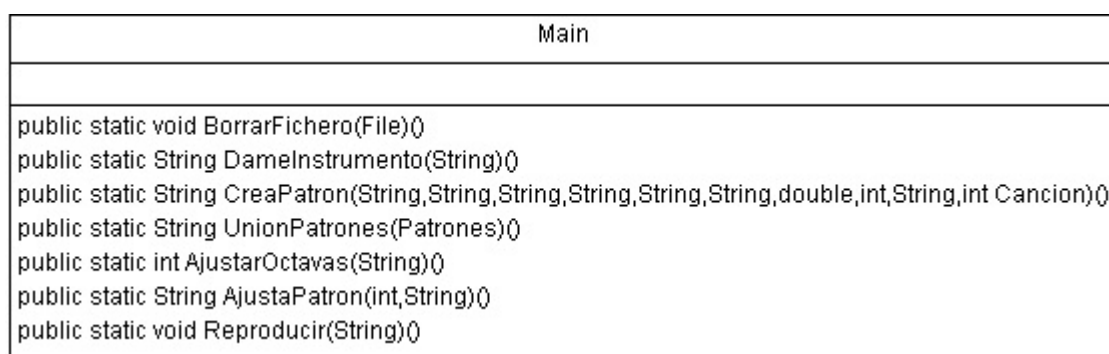 Main
public static void BorrarFichero(File)()
public static String DameInstrumento(String)()
public static String CreaPatron(String,String,String,String,String,String,double,int,String,int Cancion)()
public static String UnionPatrones(Patrones)()
public static int AjustarOctavas(String)()
public static String AjustaPatron(int,String)()
public static void Reproducir(String)()